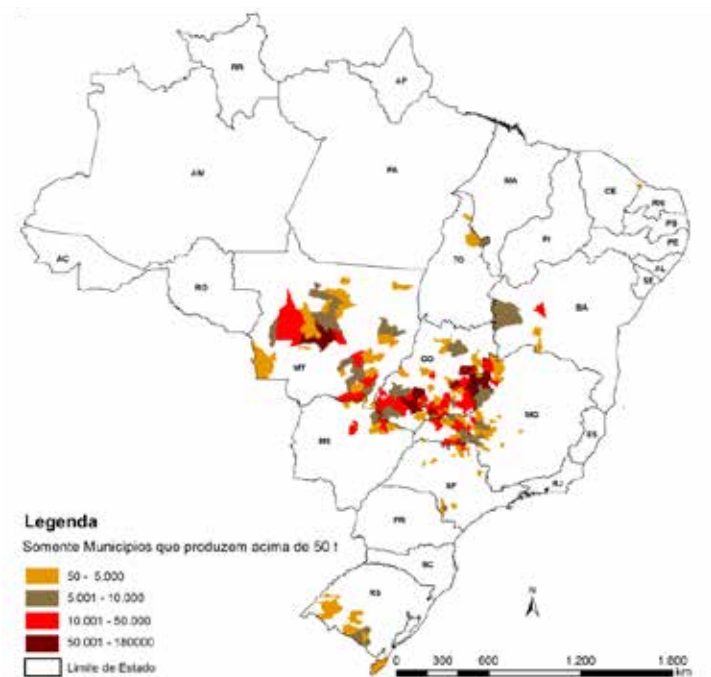 RR
AP
AM
PA
MA
CE
RN
PB
PE
AL
SE
PI
TO
AC
RO
BA
MT
GO
MG
ES
MS
SP
RJ
PR
SC
RS
Legenda
Somente Municípios que produzem acima de 50 t
50 - 5.000
5.001 - 10.000
10.001 - 50.000
50.001 - 180000
Limite de Estado
N
0 300 600 1.200 1.800
km